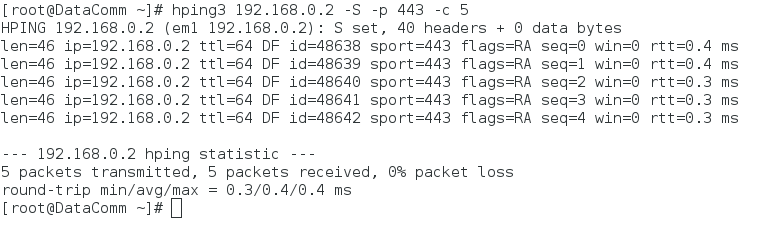 [root@DataComm ~]# hping3 192.168.0.2 -S -p 443 -c 5
HPING 192.168.0.2 (em1 192.168.0.2): S set, 40 headers + 0 data bytes
len=46 ip=192.168.0.2 ttl=64 DF id=48638 sport=443 flags=RA seq=0 win=0 rtt=0.4 ms
len=46 ip=192.168.0.2 ttl=64 DF id=48639 sport=443 flags=RA seq=1 win=0 rtt=0.4 ms
len=46 ip=192.168.0.2 ttl=64 DF id=48640 sport=443 flags=RA seq=2 win=0 rtt=0.3 ms
len=46 ip=192.168.0.2 ttl=64 DF id=48641 sport=443 flags=RA seq=3 win=0 rtt=0.3 ms
len=46 ip=192.168.0.2 ttl=64 DF id=48642 sport=443 flags=RA seq=4 win=0 rtt=0.3 ms

--- 192.168.0.2 hping statistic ---
5 packets transmitted, 5 packets received, 0% packet loss
round-trip min/avg/max = 0.3/0.4/0.4 ms
[root@DataComm ~]#